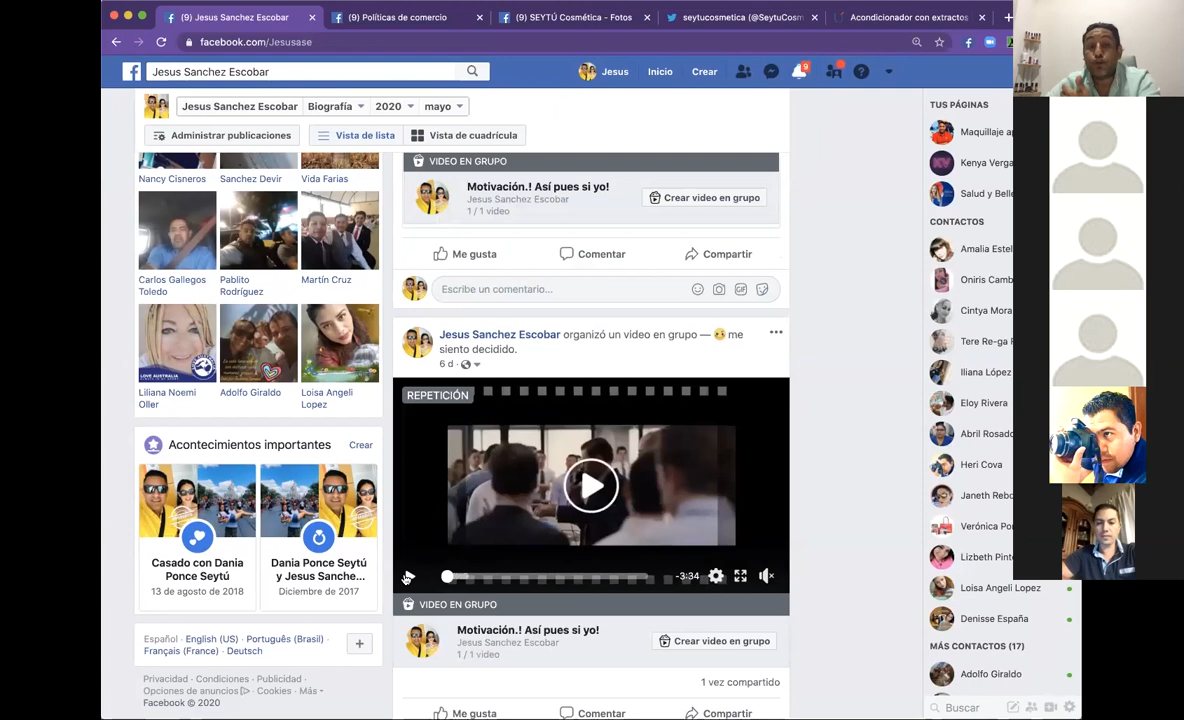 (9) Jesus Sanchez Escobar
(9) Políticas de comercio
(9) SEYTÚ Cosmética - Fotos
seytucosmetica (@SeytuCosm
Acondicionador con extractos
facebook.com/Jesusase
Jesus Sanchez Escobar
Jesus
Inicio
Crear
9
Jesus Sanchez Escobar
Biografía
2020
mayo
Administrar publicaciones
Vista de lista
Vista de cuadrícula
Nancy Cisneros
Sanchez Devir
Vida Farias
Carlos Gallegos Toledo
Pablito Rodríguez
Martín Cruz
LOVE AUSTRALIA
Liliana Noemi Oller
Adolfo Giraldo
Loisa Angeli Lopez
Acontecimientos importantes
Crear
Casado con Dania Ponce Seytú
13 de agosto de 2018
Dania Ponce Seytú y Jesus Sanche...
Diciembre de 2017
Español · English (US) · Português (Brasil) ·
Français (France) · Deutsch
Privacidad · Condiciones · Publicidad ·
Opciones de anuncios · Cookies · Más
Facebook © 2020
VIDEO EN GRUPO
Motivación.! Así pues si yo!
Jesus Sanchez Escobar
1 / 1 video
Crear video en grupo
Me gusta
Comentar
Compartir
Escribe un comentario...
GIF
Jesus Sanchez Escobar organizó un video en grupo — me
siento decidido.
6 d ·
REPETICIÓN
-3:34
VIDEO EN GRUPO
Motivación.! Así pues si yo!
Jesus Sanchez Escobar
1 / 1 video
Crear video en grupo
1 vez compartido
Me gusta
Comentar
Compartir
TUS PÁGINAS
Maquillaje ap
Kenya Verga
Salud y Belle
CONTACTOS
Amalia Estel
Oniris Camb
Cintya Mora
Tere Re-ga
Iliana López
Eloy Rivera
Abril Rosado
Heri Cova
Janeth Rebo
Verónica Po
Lizbeth Pint
Loisa Angeli Lopez
Denisse España
MÁS CONTACTOS (17)
Adolfo Giraldo
Buscar